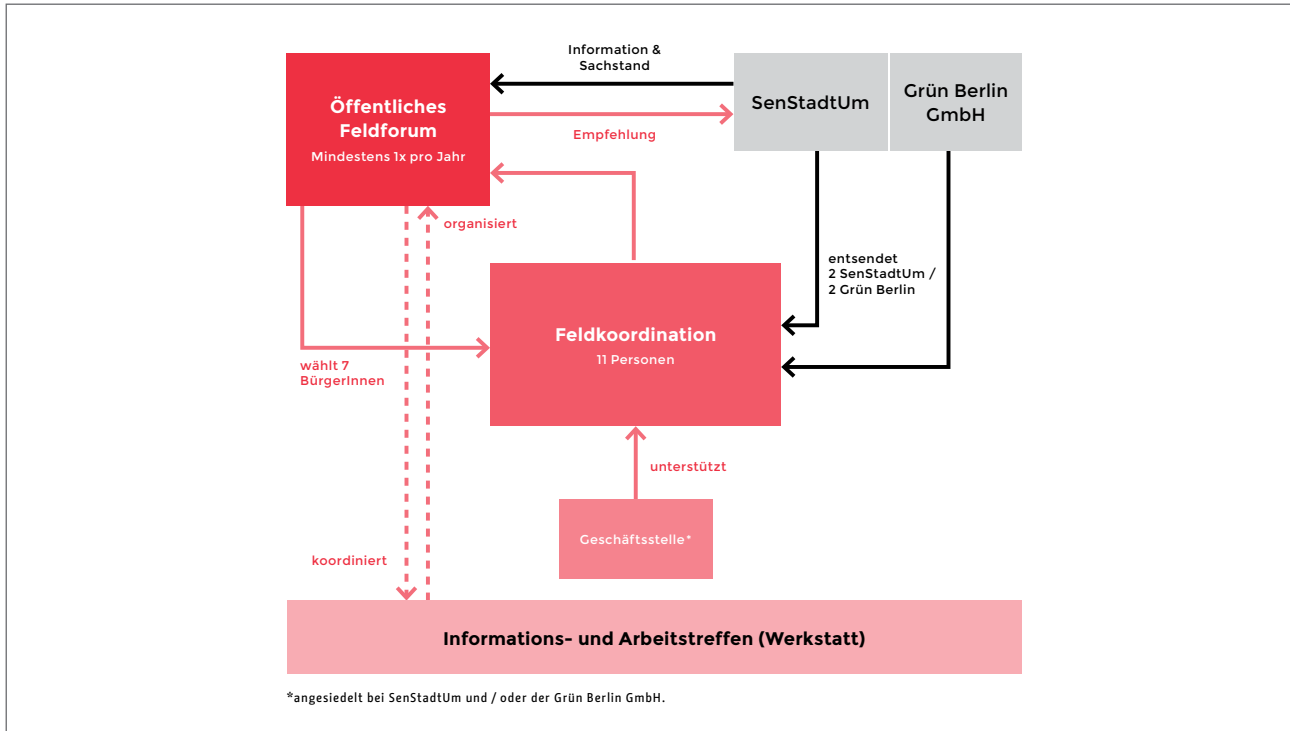 Information &
Sachstand
Öffentliches
Feldforum
Mindestens 1x pro Jahr
SenStadtUm
Grün Berlin
GmbH
Empfehlung
organisiert
entsendet
2 SenStadtUm /
2 Grün Berlin
Feldkoordination
11 Personen
wählt 7
BürgerInnen
unterstützt
Geschäftsstelle*
koordiniert
Informations- und Arbeitstreffen (Werkstatt)
*angesiedelt bei SenStadtUm und / oder der Grün Berlin GmbH.